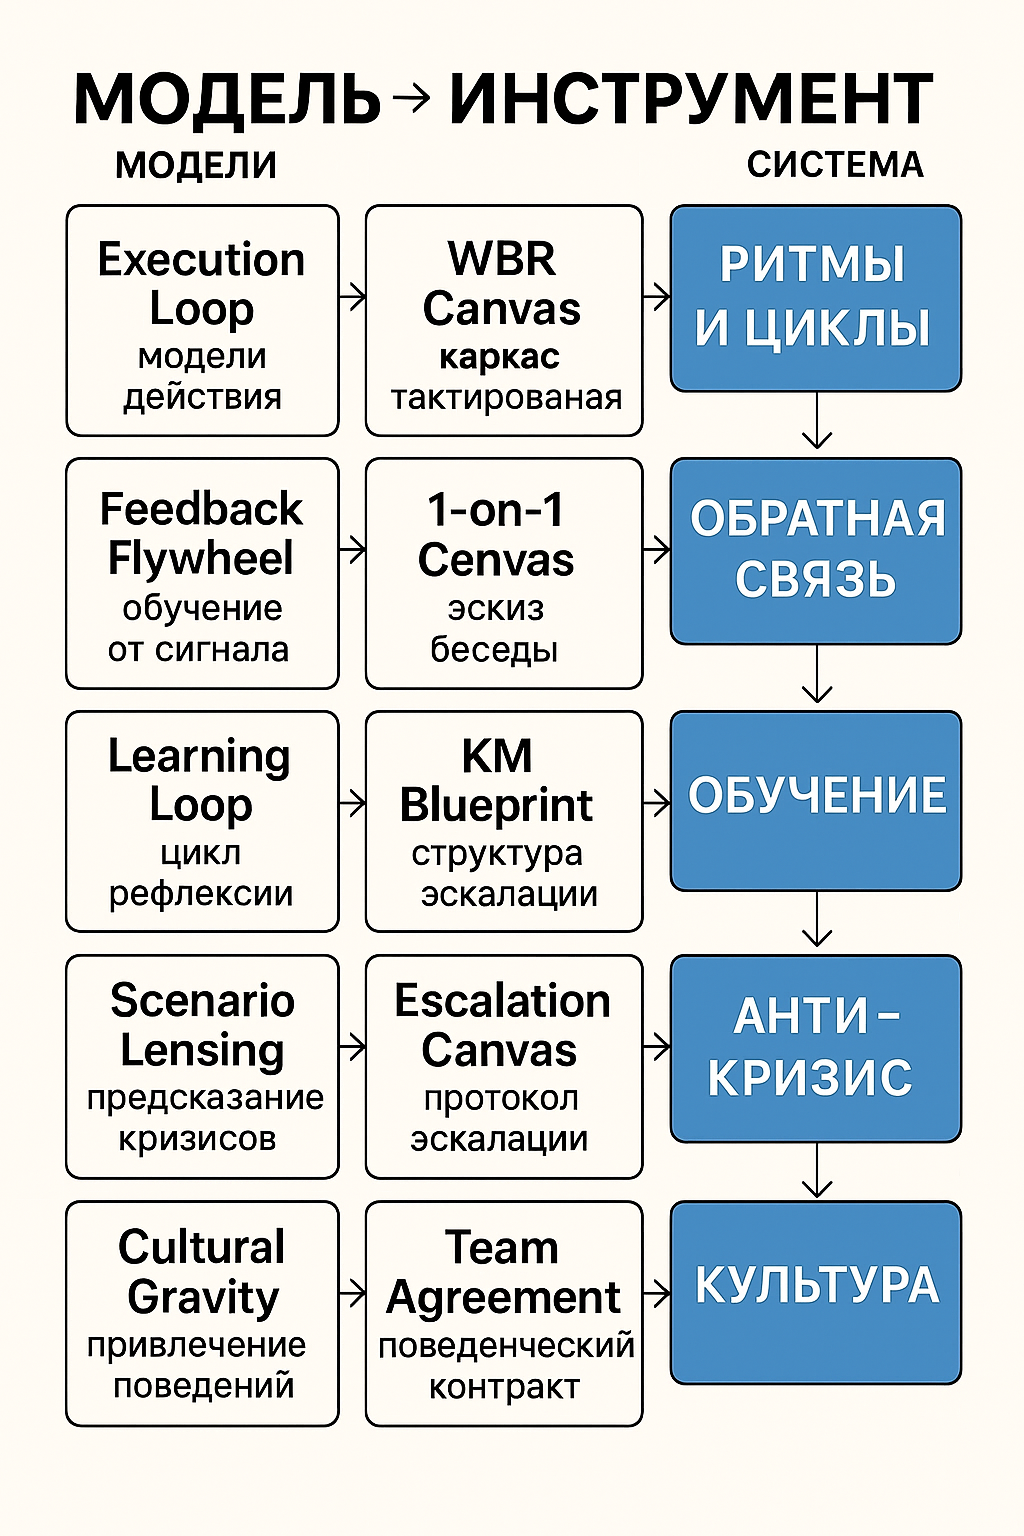 МОДЕЛЬ → ИНСТРУМЕНТ
МОДЕЛИ
СИСТЕМА
Execution
Loop
модели
действия
WBR
Canvas
каркас
тактированая
РИТМЫ
И ЦИКЛЫ
Feedback
Flywheel
обучение
от сигнала
1-on-1
Cenvas
эскиз
беседы
ОБРАТНАЯ
СВЯЗЬ
Learning
Loop
цикл
рефлексии
KM
Blueprint
структура
эскалации
ОБУЧЕНИЕ
Scenario
Lensing
предсказание
кризисов
Escalation
Canvas
протокол
эскалации
АНТИ–
КРИЗИС
Cultural
Gravity
привлечение
поведений
Team
Agreement
поведенческий
контракт
КУЛЬТУРА